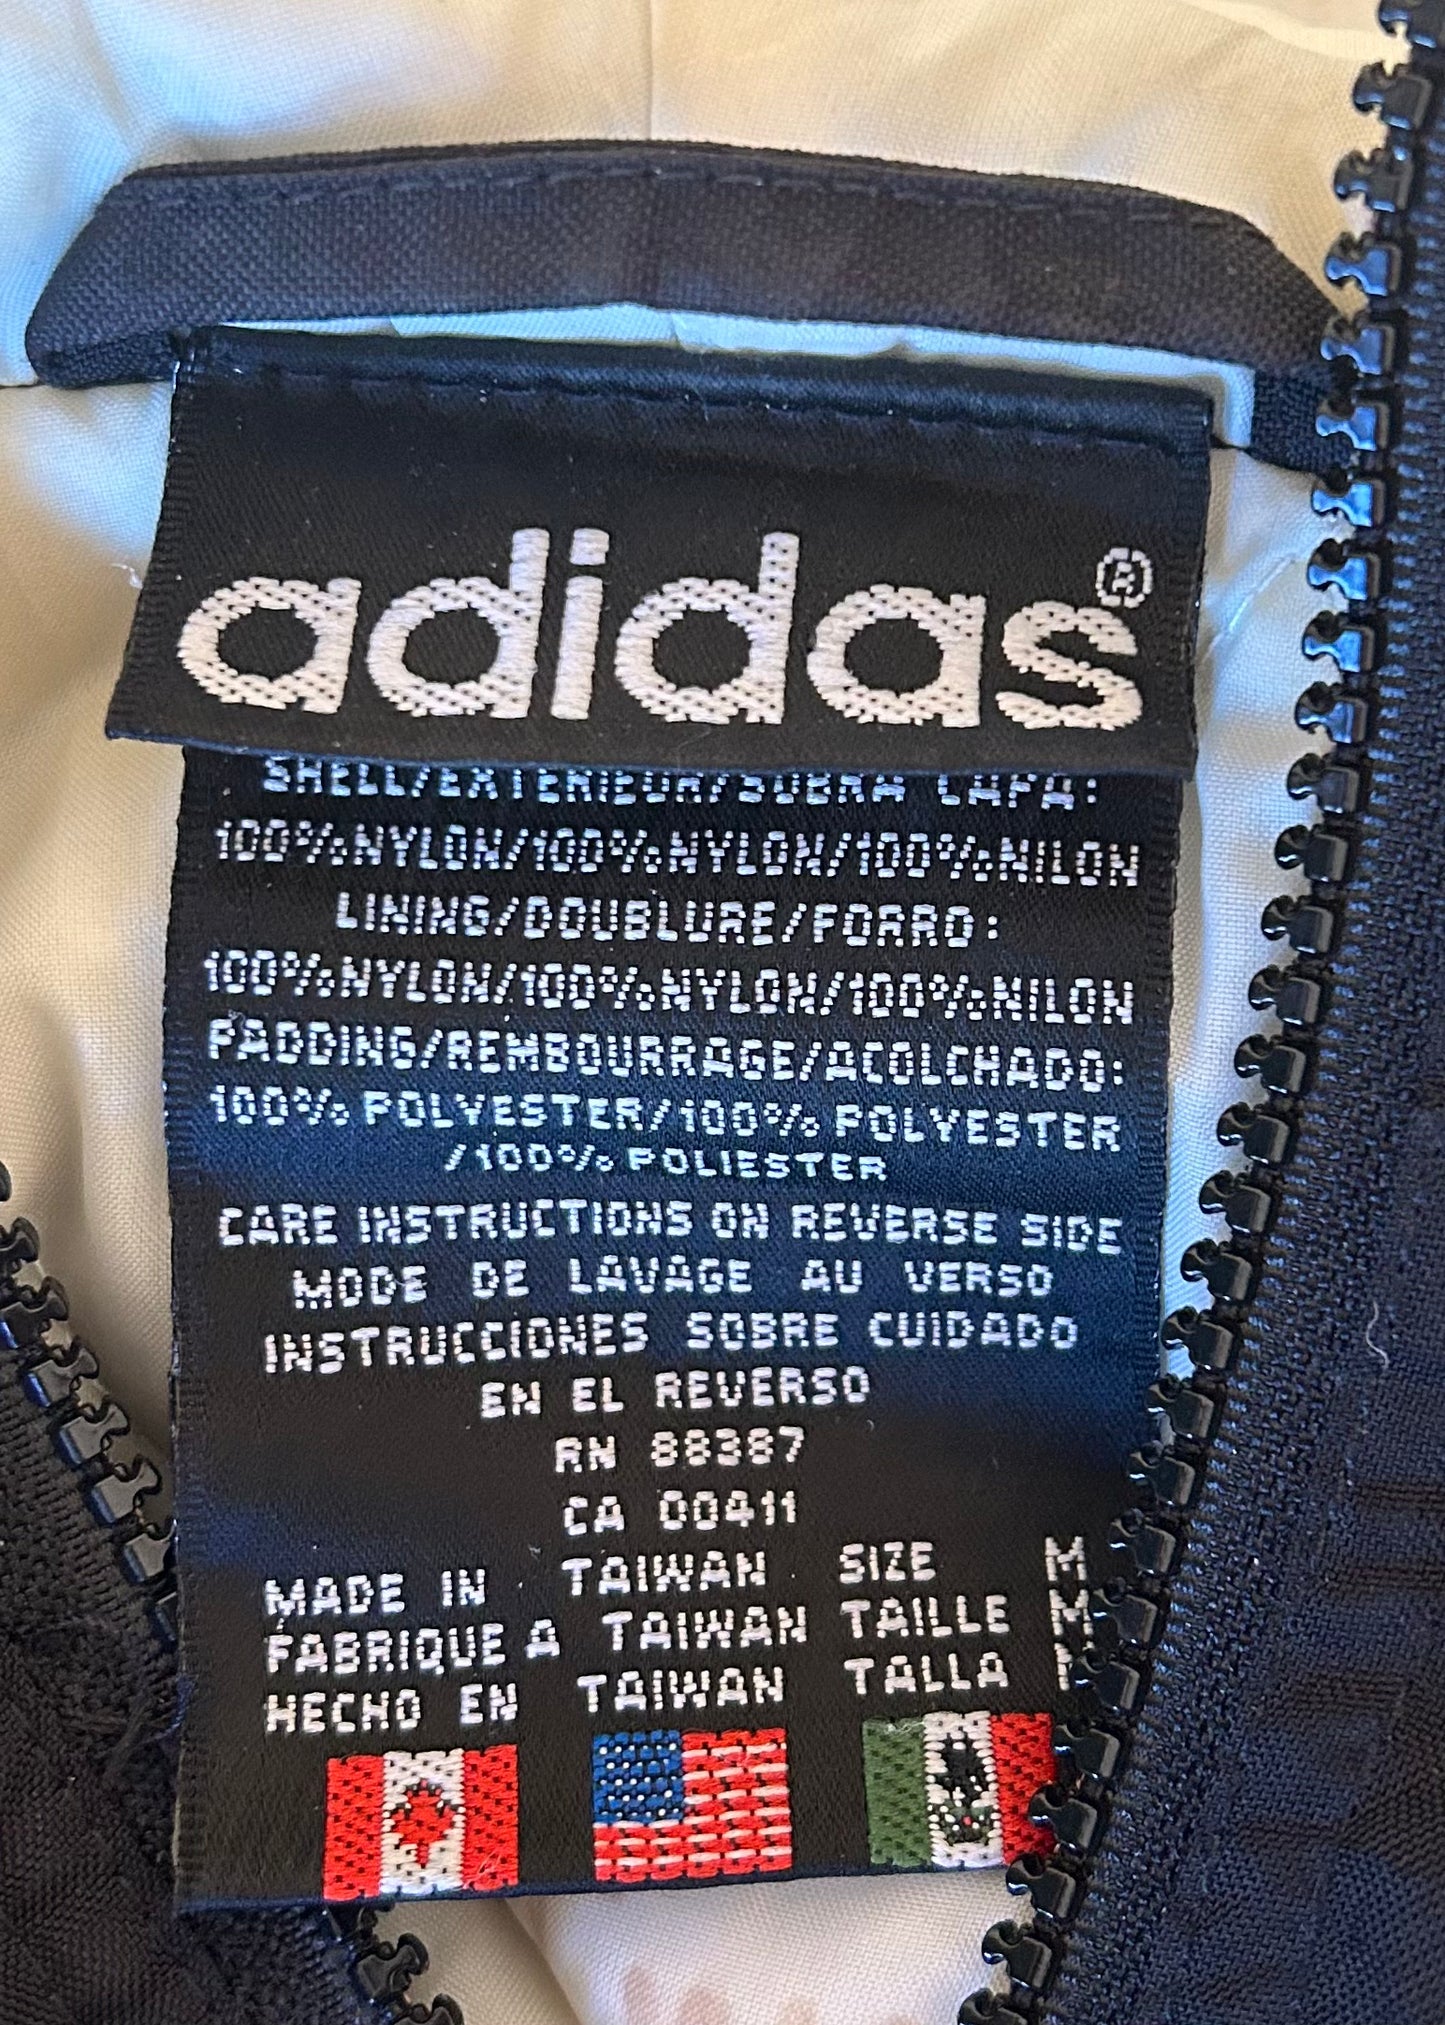 adidas®
SHELL/EXTERIEUR/SOBRA CAPA:
100%NYLON/100%NYLON/100%NILON
LINING/DOUBLURE/FORRO:
100%NYLON/100%NYLON/100%NILON
PADDING/REMBOURRAGE/ACOLCHADO:
100% POLYESTER/100% POLYESTER
/100% POLIESTER
CARE INSTRUCTIONS ON REVERSE SIDE
MODE DE LAVAGE AU VERSO
INSTRUCCIONES SOBRE CUIDADO
EN EL REVERSO
RN 88387
CA 00411
MADE IN TAIWAN SIZE M
FABRIQUE A TAIWAN TAILLE M
HECHO EN TAIWAN TALLA M